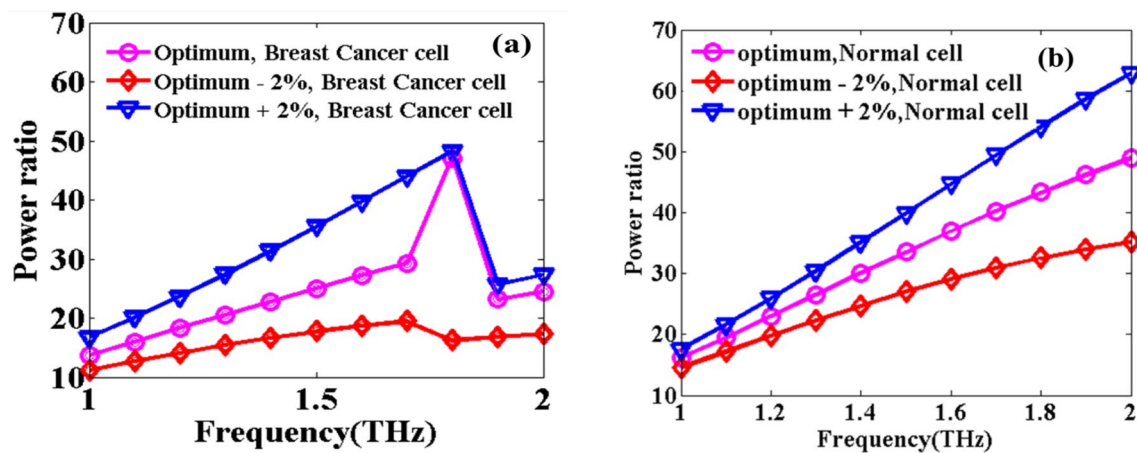 70
60
50
40
30
20
10
Power ratio
Optimum, Breast Cancer cell
Optimum - 2%, Breast Cancer cell
Optimum + 2%, Breast Cancer cell
(a)
1
1.5
2
Frequency(THz)
70
60
50
40
30
20
10
Power ratio
optimum,Normal cell
optimum - 2%,Normal cell
optimum + 2%,Normal cell
(b)
1
1.2
1.4
1.6
1.8
2
Frequency(THz)